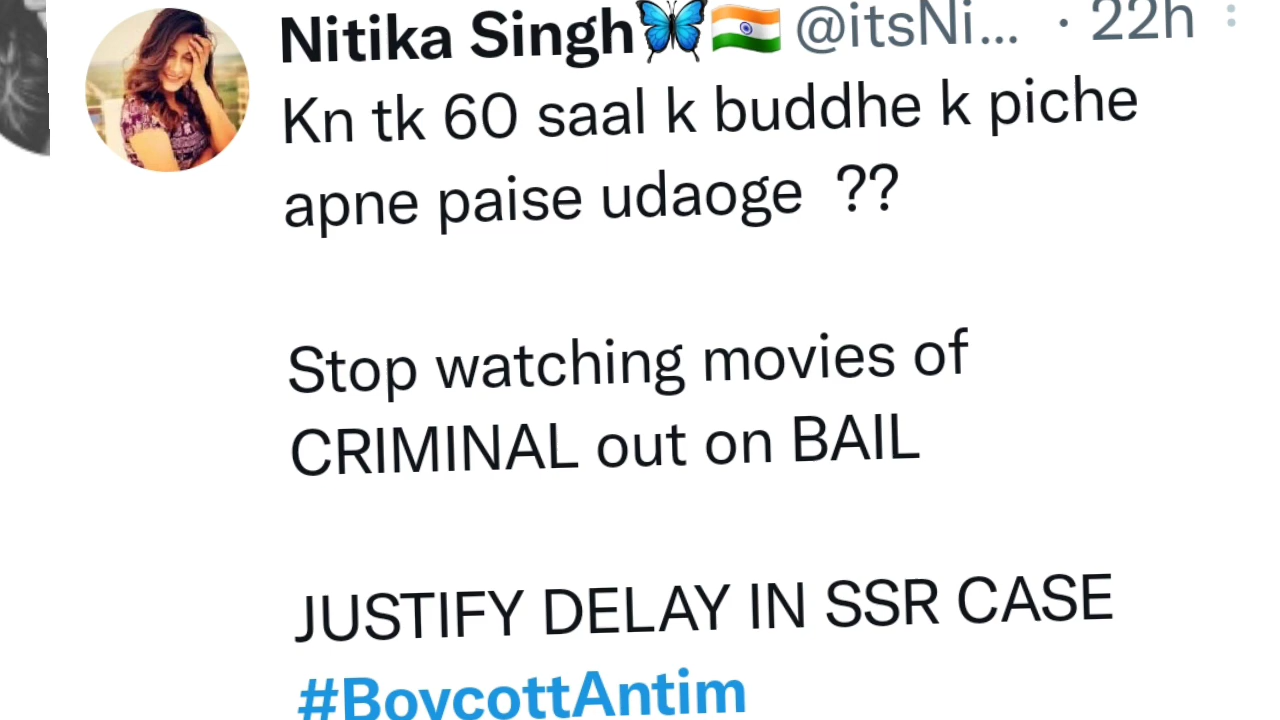 Nitika Singh🦋🇮🇳 @itsNi... · 22h
Kn tk 60 saal k buddhe k piche
apne paise udaoge ??
Stop watching movies of
CRIMINAL out on BAIL
JUSTIFY DELAY IN SSR CASE
#BoycottAntim